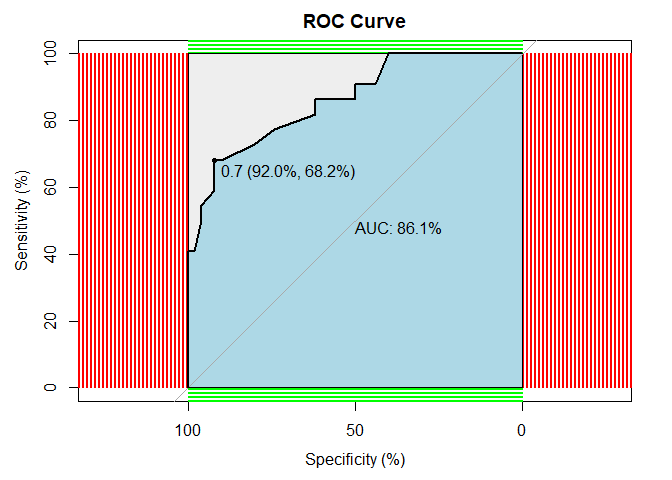 ROC Curve
100
80
60
40
20
0
Sensitivity (%)
0.7 (92.0%, 68.2%)
AUC: 86.1%
100
50
0
Specificity (%)